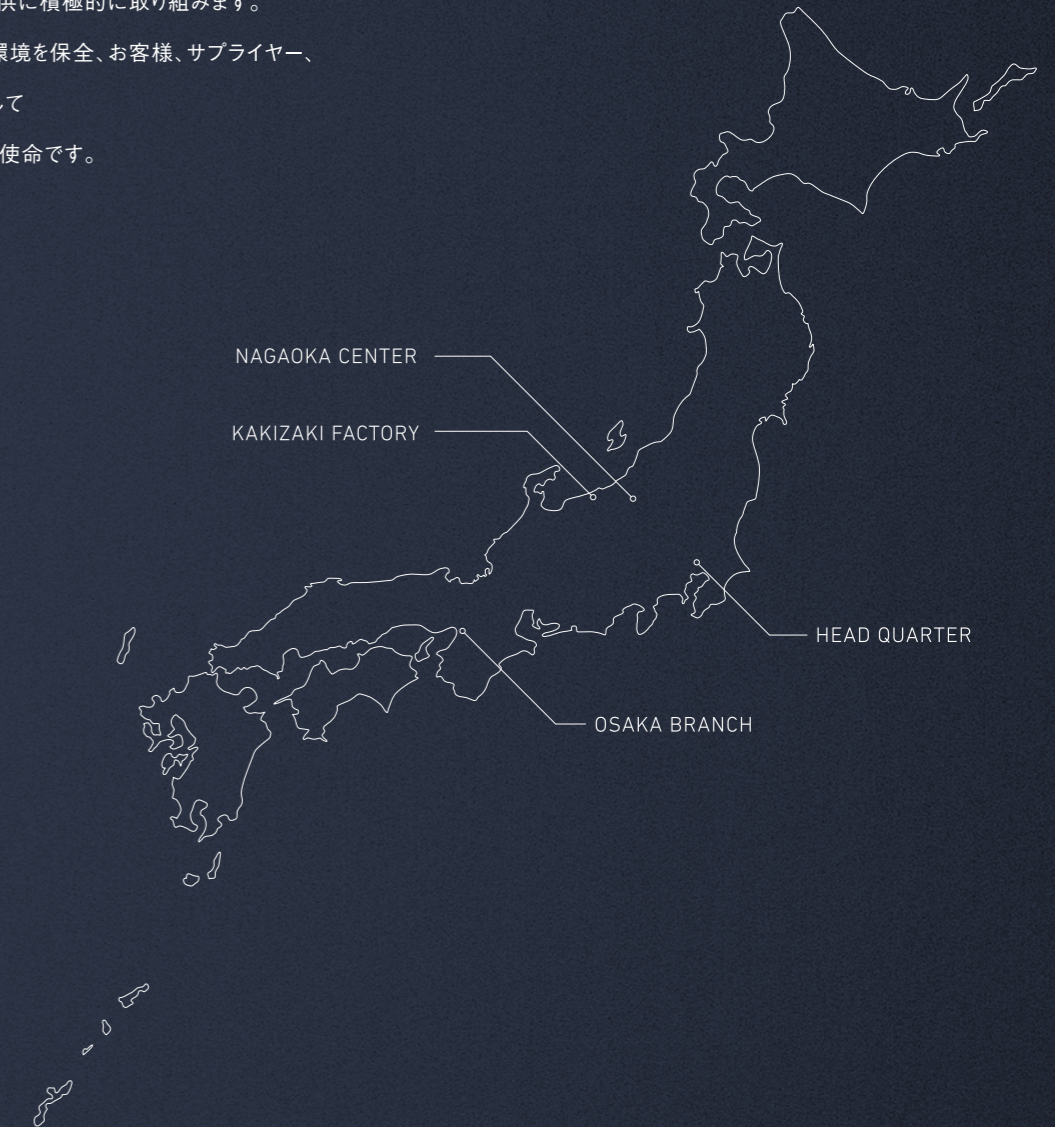 供に積極的に取り組みます。
環境を保全、お客様、サプライヤー、
して
使命です。
NAGAOKA CENTER
KAKIZAKI FACTORY
HEAD QUARTER
OSAKA BRANCH